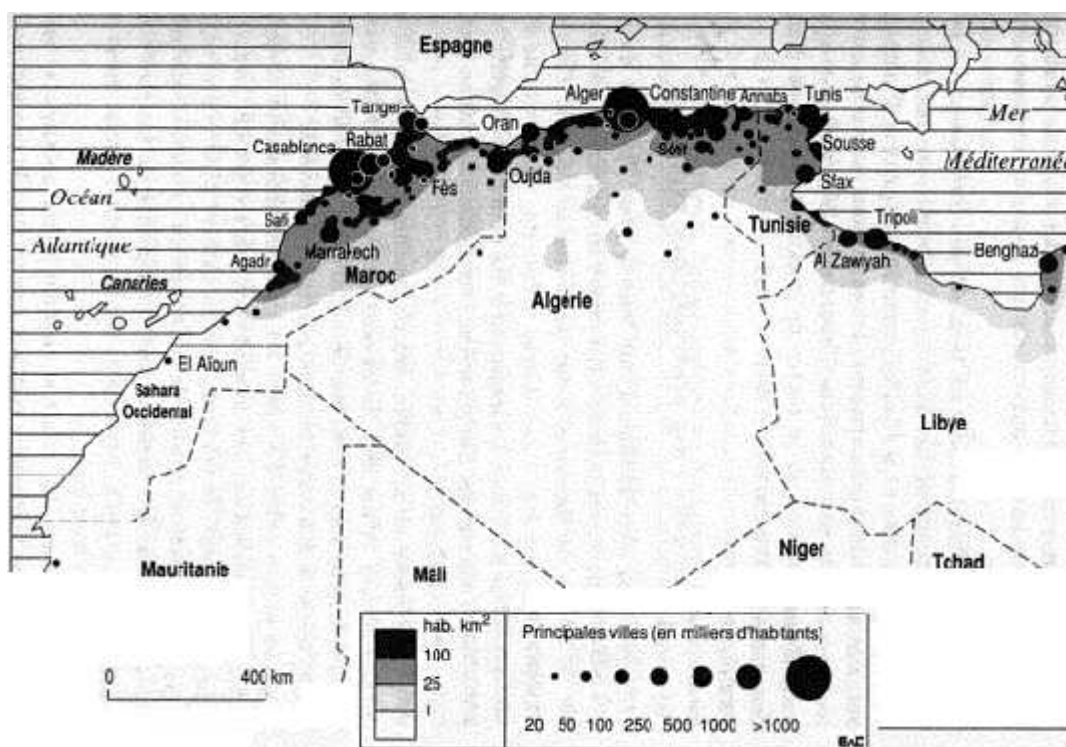 Espagne
Alger
Constantine
Annaba
Tunis
Tanger
Oran
Mer
Rabat
Casablanca
Sousse
Madère
Méditerranée
Oujda
Fès
Sfax
Océan
Safi
Tripoli
Tunisie
Atlantique
Marrakech
Benghazi
Agadir
Al Zawiyah
Maroc
Canaries
Algérie
El Aïoun
Sahara
Occidental
Libye
Niger
Tchad
Mauritanie
Mali
hab. km²
100
25
1
Principales villes (en milliers d'habitants)
20 50 100 250 500 1000 >1000
0 400 km